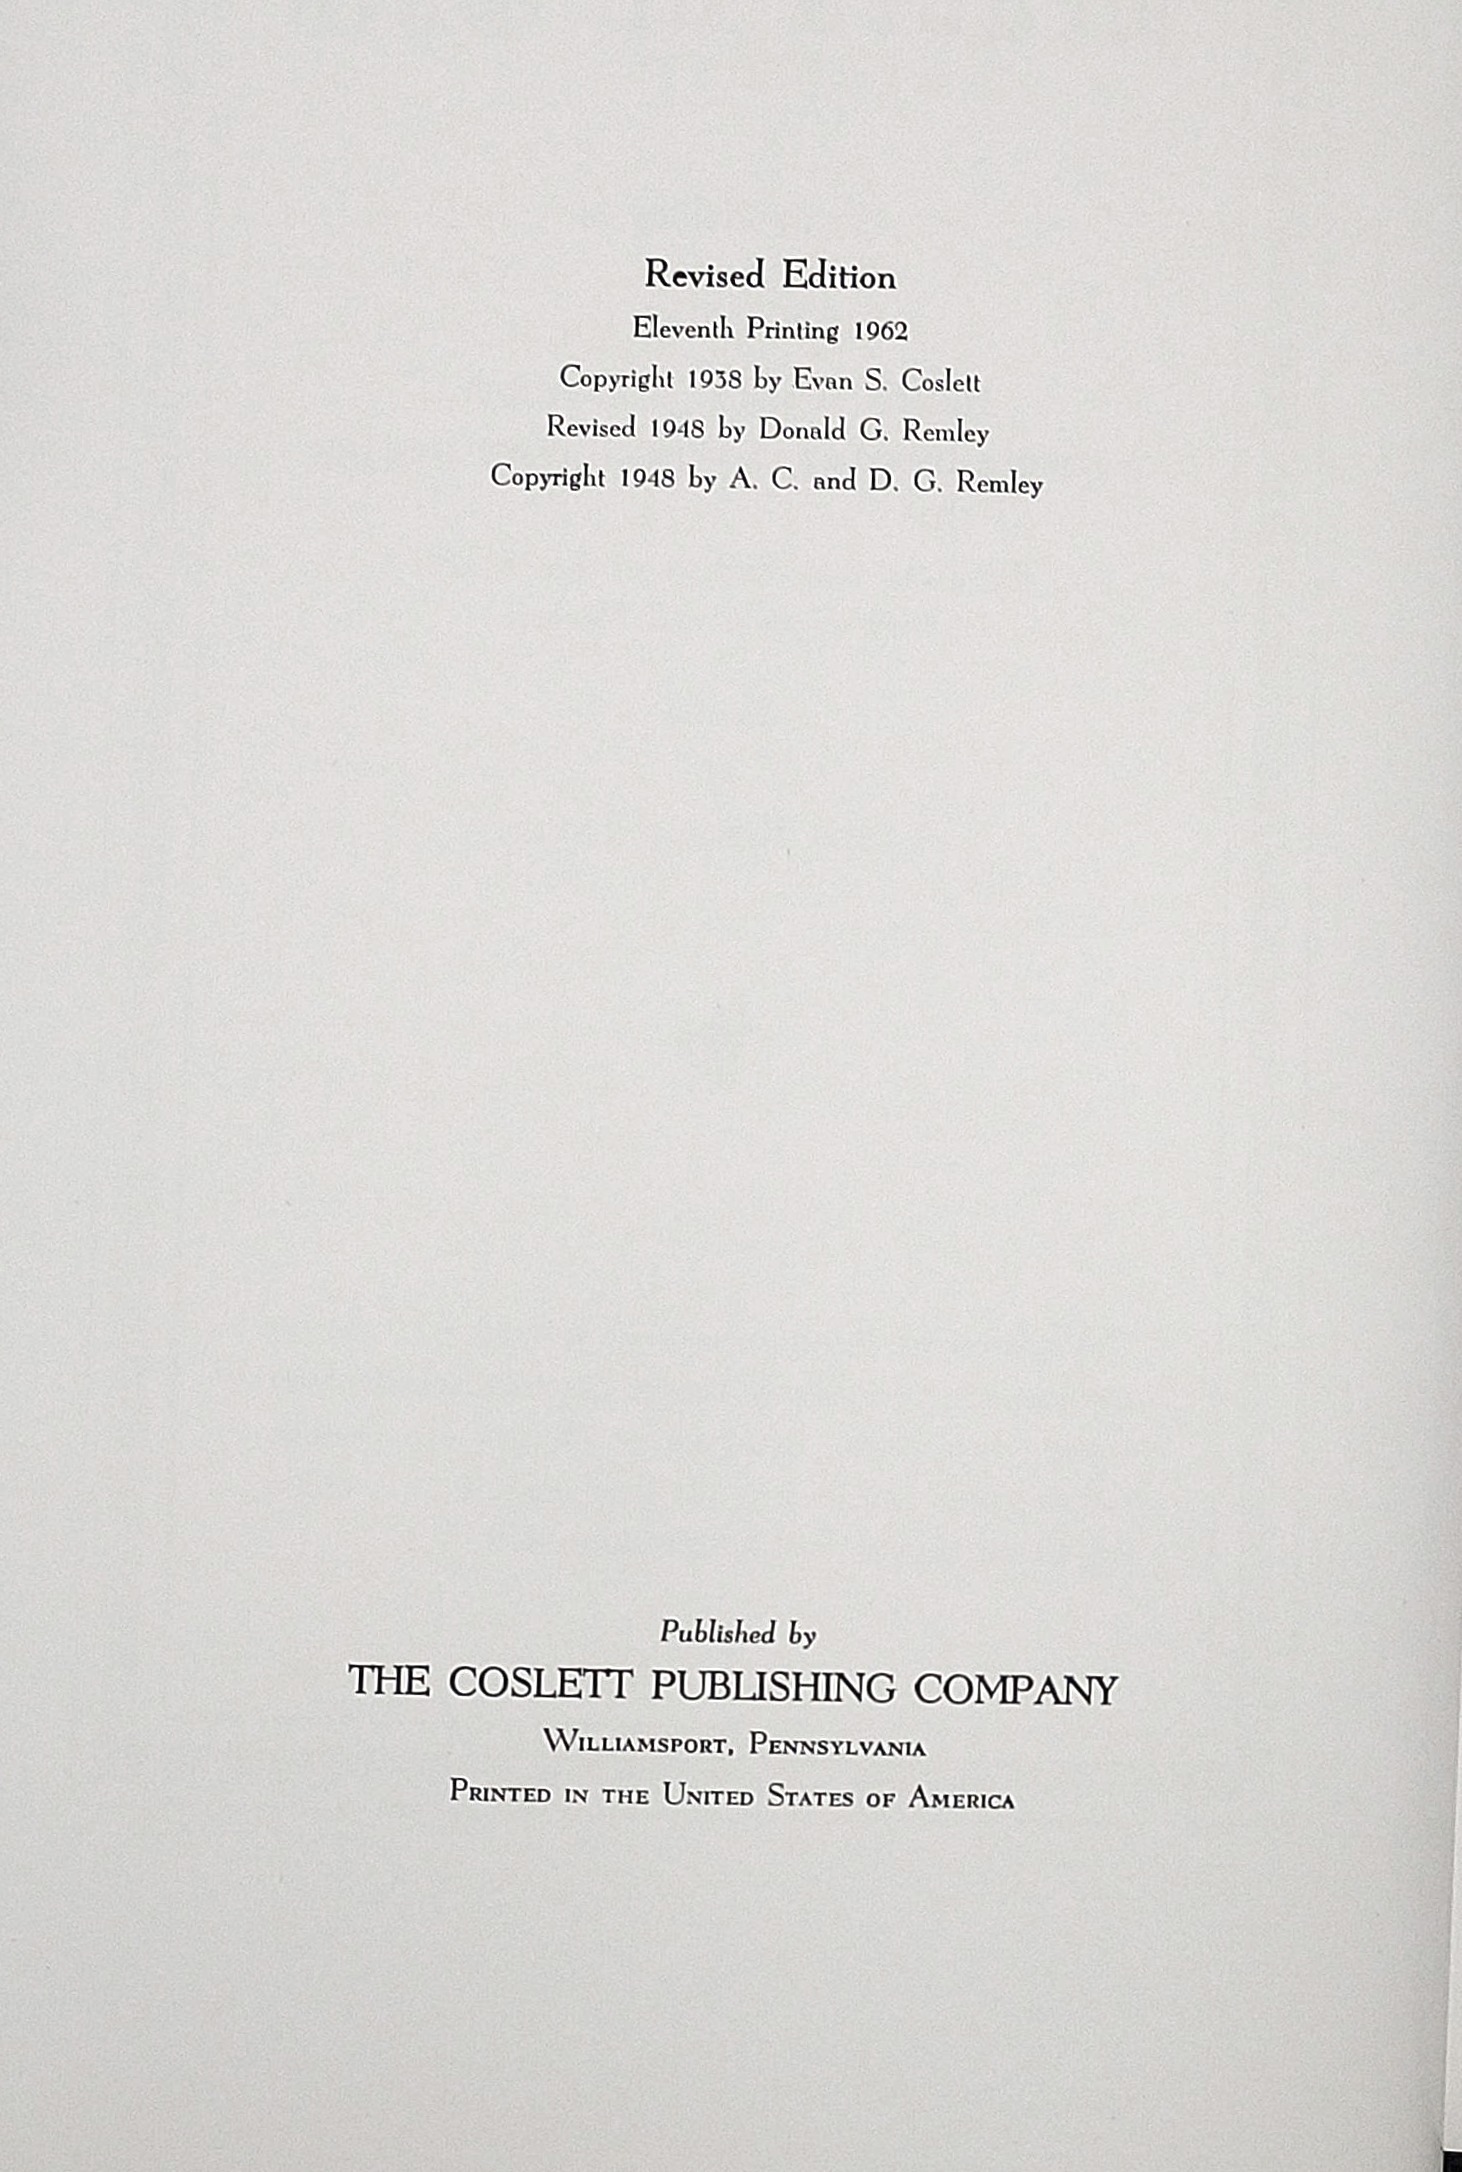 Revised Edition
Eleventh Printing 1962
Copyright 1938 by Evan S. Coslett
Revised 1948 by Donald G. Remley
Copyright 1948 by A. C. and D. G. Remley
Published by
THE COSLETT PUBLISHING COMPANY
Williamsport, Pennsylvania
Printed in the United States of America